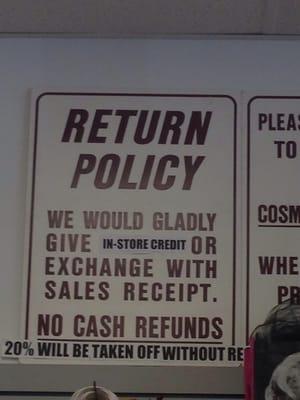 RETURN
POLICY
WE WOULD GLADLY
GIVE IN-STORE CREDIT OR
EXCHANGE WITH
SALES RECEIPT.
NO CASH REFUNDS
20% WILL BE TAKEN OFF WITHOUT RE
PLEAS
TO
COSM
WHE
PR